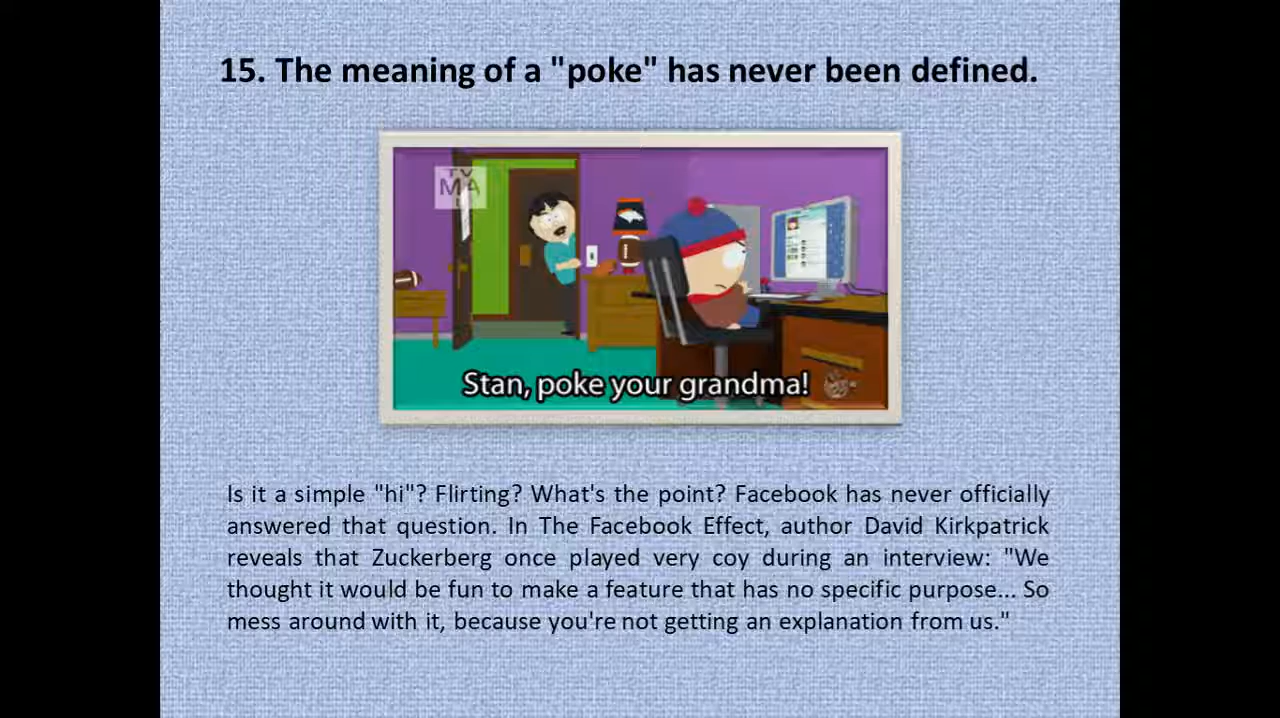 15. The meaning of a "poke" has never been defined.
TV
MA
Stan, poke your grandma!
Is it a simple "hi"? Flirting? What's the point? Facebook has never officially
answered that question. In The Facebook Effect, author David Kirkpatrick
reveals that Zuckerberg once played very coy during an interview: "We
thought it would be fun to make a feature that has no specific purpose... So
mess around with it, because you're not getting an explanation from us."